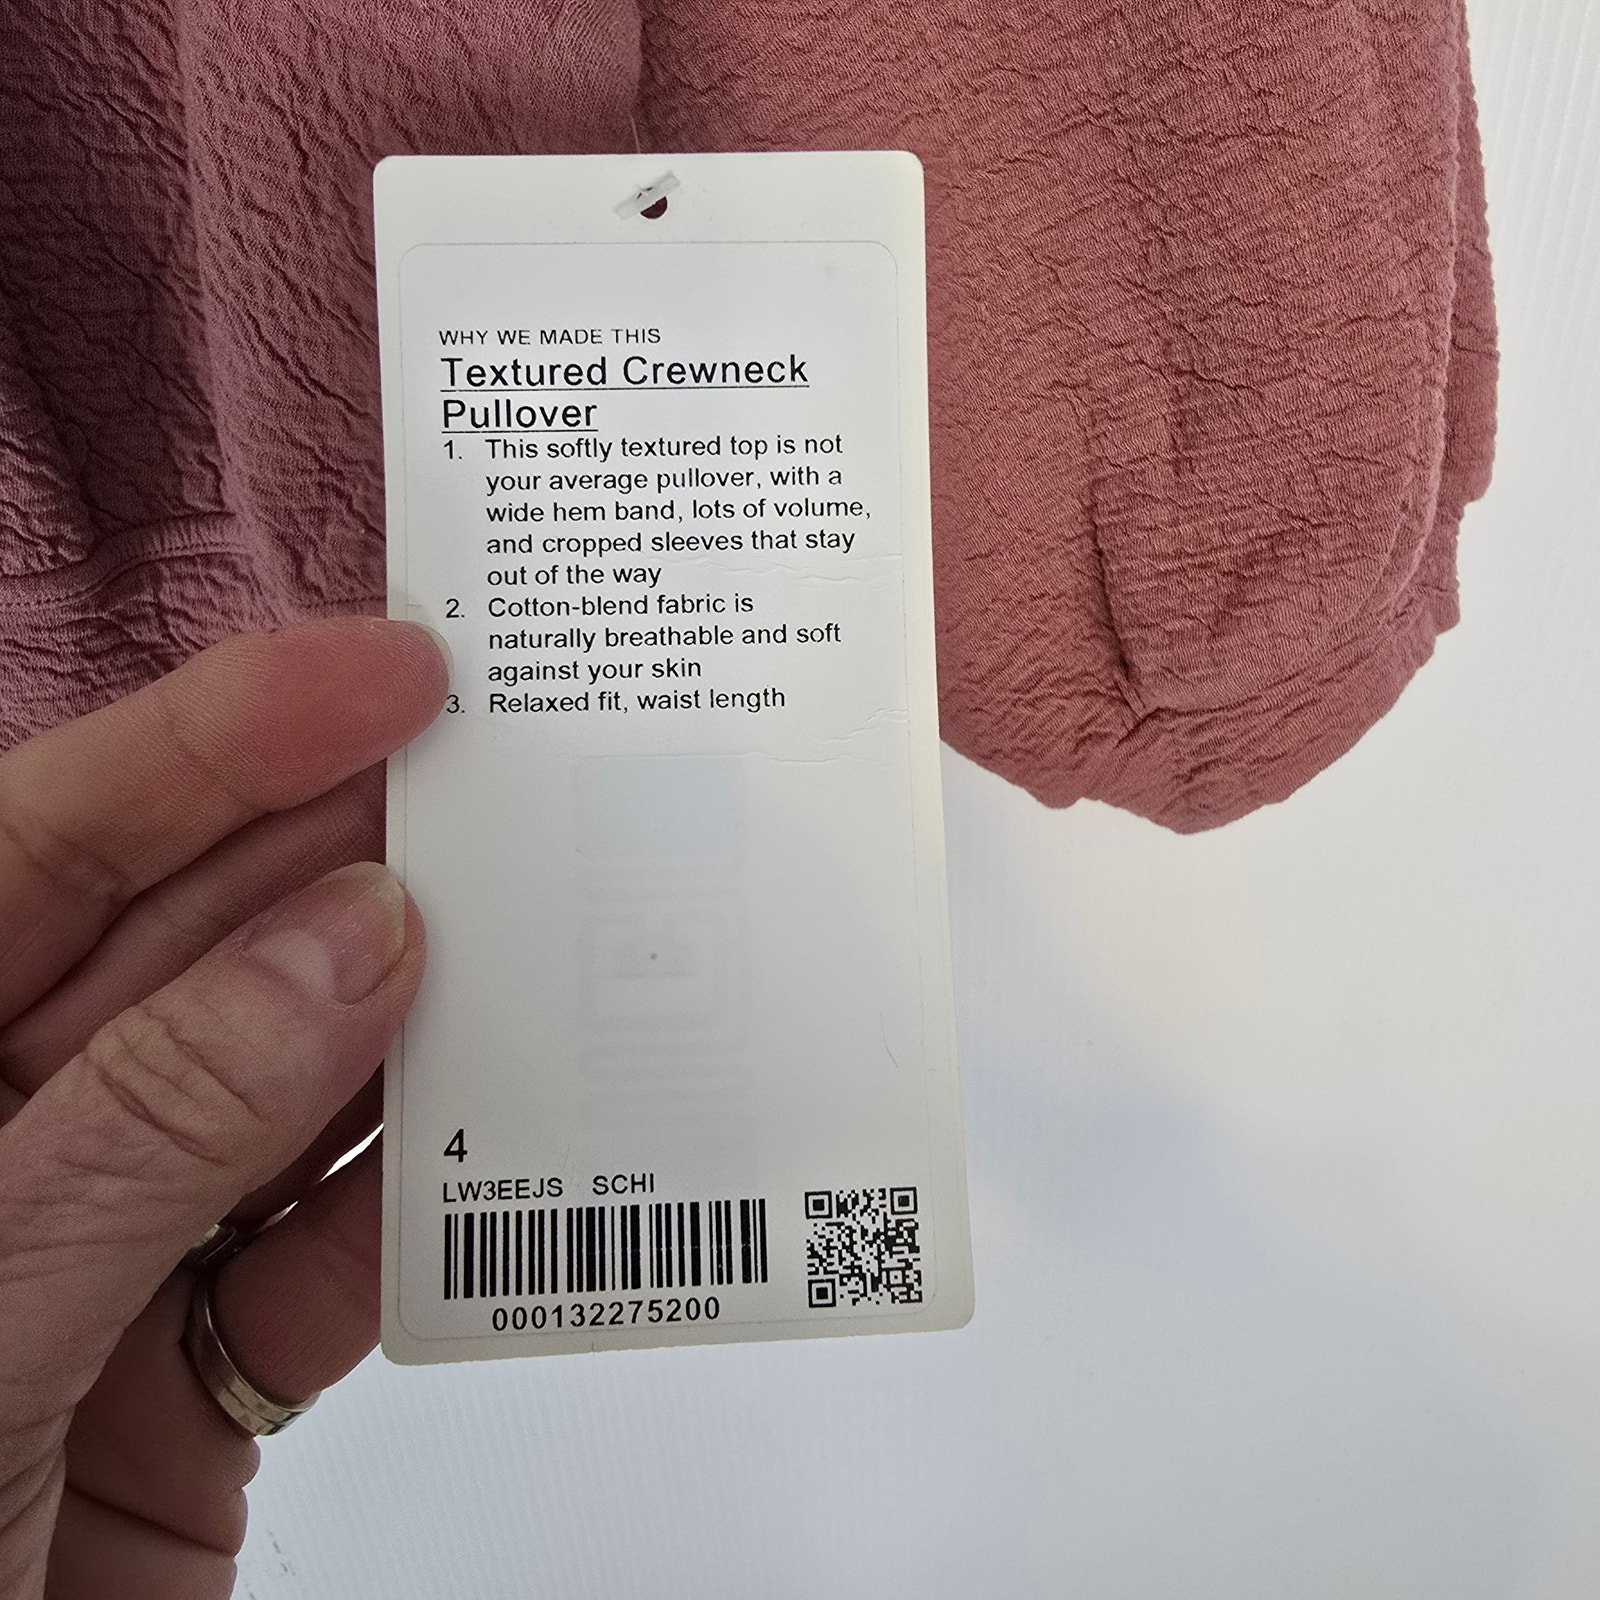 WHY WE MADE THIS
Textured Crewneck
Pullover
1. This softly textured top is not
your average pullover, with a
wide hem band, lots of volume,
and cropped sleeves that stay
out of the way
2. Cotton-blend fabric is
naturally breathable and soft
against your skin
3. Relaxed fit, waist length
4
LW3EEJS SCHI
000132275200